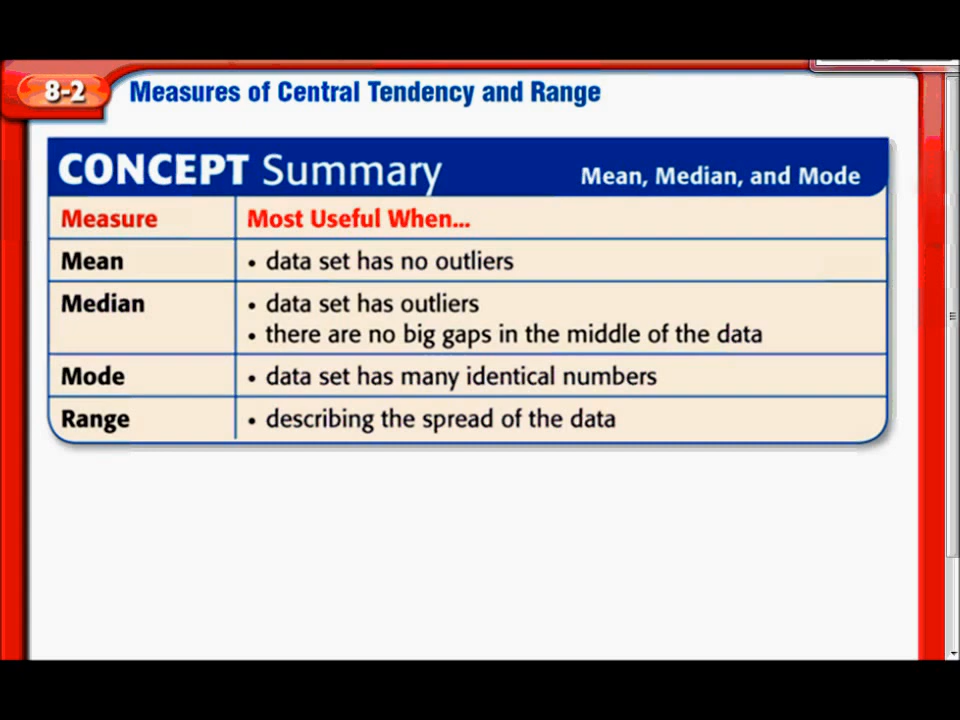 8-2 Measures of Central Tendency and Range
CONCEPT Summary Mean, Median, and Mode
Measure Most Useful When...
Mean • data set has no outliers
Median • data set has outliers
• there are no big gaps in the middle of the data
Mode • data set has many identical numbers
Range • describing the spread of the data